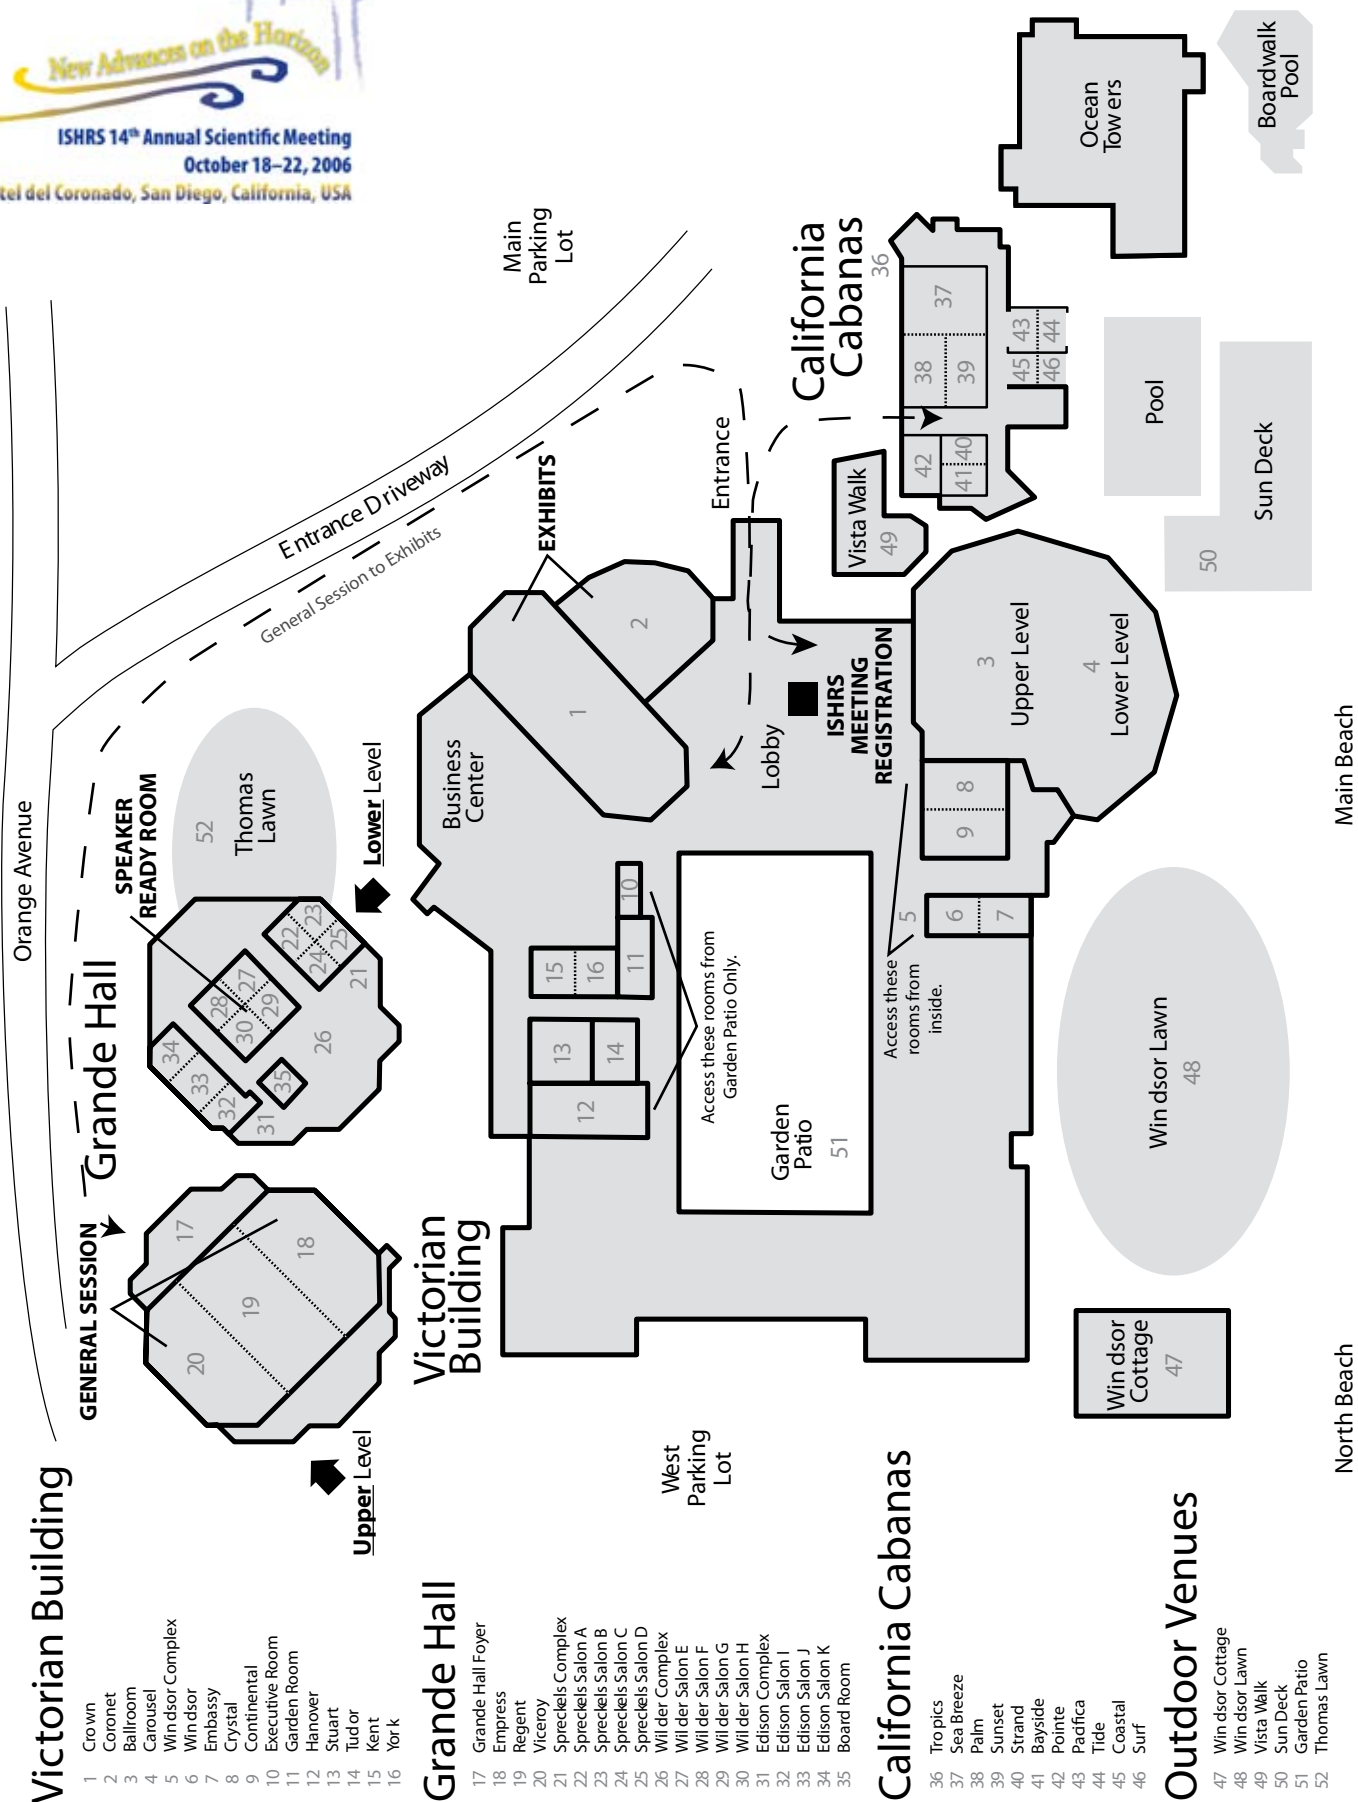 New Advances on the Horizon
ISHRS 14th Annual Scientific Meeting
October 18–22, 2006
tel del Coronado, San Diego, California, USA
Orange Avenue
Entrance Driveway
General Session to Exhibits
Main
Parking
Lot
GENERAL SESSION
Grande Hall
SPEAKER
READY ROOM
52
Thomas
Lawn
Lower Level
Upper Level
17
18
19
20
21
22
23
24
25
26
27
28
29
30
31
32
33
34
35
EXHIBITS
Entrance
Victorian
Building
Business
Center
1
2
Lobby
ISHRS
MEETING
REGISTRATION
3
Upper Level
4
Lower Level
5
6
7
8
9
10
11
12
13
14
15
16
Access these rooms from
Garden Patio Only.
Access these
rooms from
inside.
Garden
Patio
51
California
Cabanas
36
37
38
39
40
41
42
43
44
45
46
Vista Walk
49
Ocean
Towers
Boardwalk
Pool
Pool
Sun Deck
50
Windsor Lawn
48
Windsor
Cottage
47
West
Parking
Lot
North Beach
Main Beach
Victorian Building
1 Crown
2 Coronet
3 Ballroom
4 Carousel
5 Windsor Complex
6 Windsor
7 Embassy
8 Crystal
9 Continental
10 Executive Room
11 Garden Room
12 Hanover
13 Stuart
14 Tudor
15 Kent
16 York
Grande Hall
17 Grande Hall Foyer
18 Empress
19 Regent
20 Viceroy
21 Spreckels Complex
22 Spreckels Salon A
23 Spreckels Salon B
24 Spreckels Salon C
25 Spreckels Salon D
26 Wilder Complex
27 Wilder Salon E
28 Wilder Salon F
29 Wilder Salon G
30 Wilder Salon H
31 Edison Complex
32 Edison Salon I
33 Edison Salon J
34 Edison Salon K
35 Board Room
California Cabanas
36 Tropics
37 Sea Breeze
38 Palm
39 Sunset
40 Strand
41 Bayside
42 Pointe
43 Pacifica
44 Tide
45 Coastal
46 Surf
Outdoor Venues
47 Windsor Cottage
48 Windsor Lawn
49 Vista Walk
50 Sun Deck
51 Garden Patio
52 Thomas Lawn